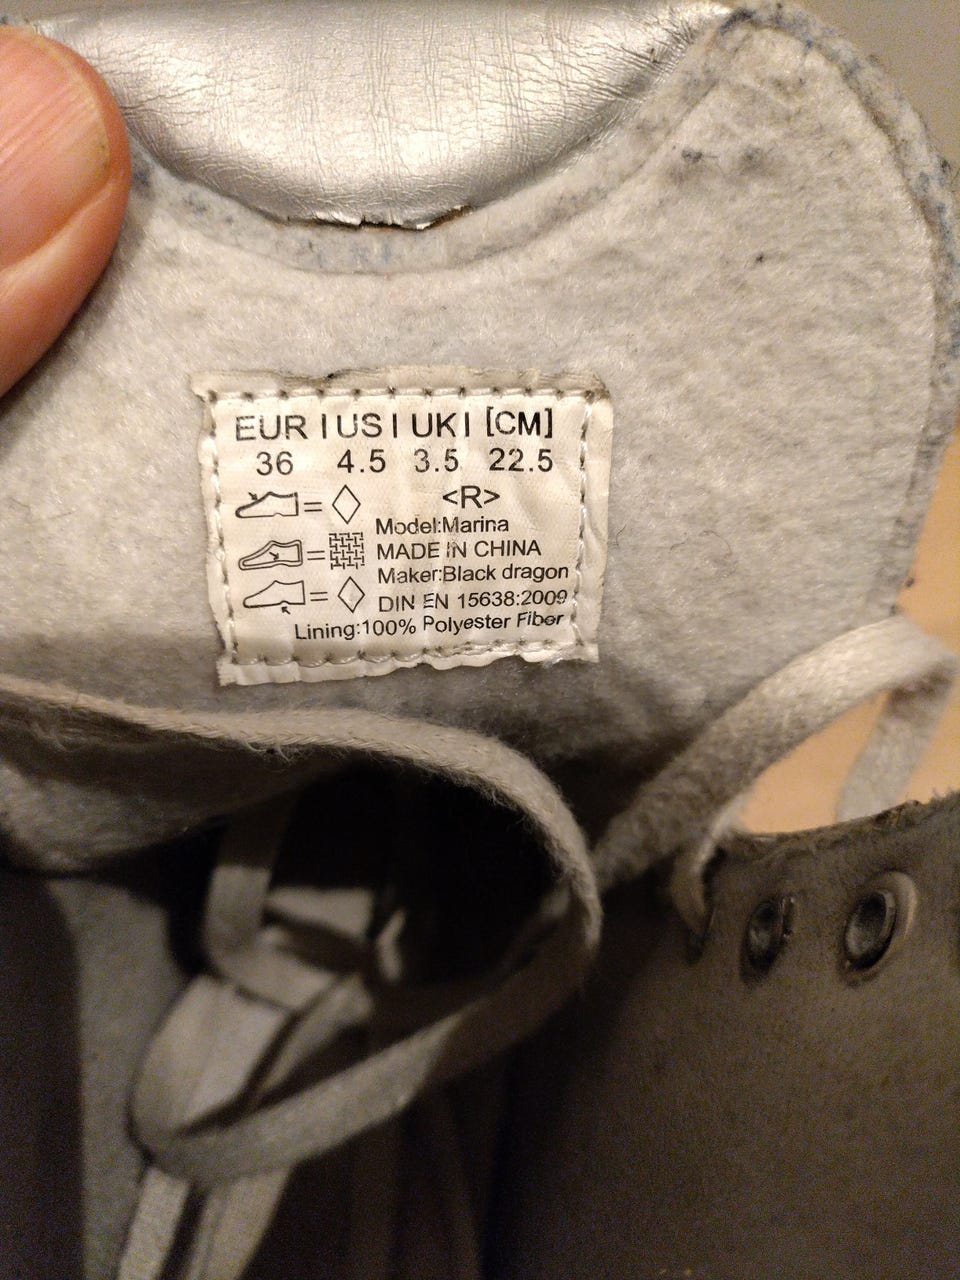 EUR | US | UK | [CM]
36 4.5 3.5 22.5
<R>
Model:Marina
MADE IN CHINA
Maker:Black dragon
DIN EN 15638:2009
Lining:100% Polyester Fiber